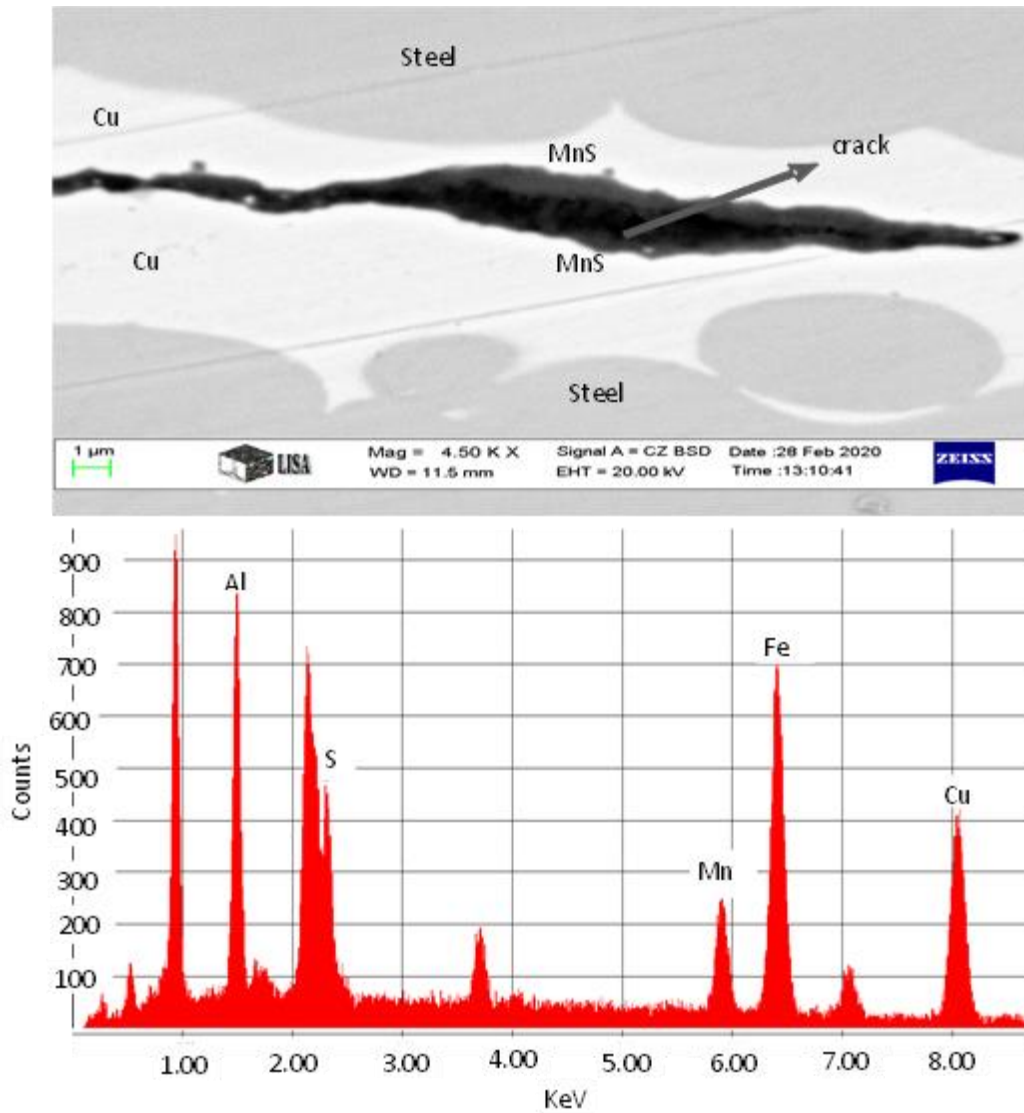 Steel
Cu
MnS
crack
Cu
MnS
Steel
1 μm
LISA
Mag = 4.50 K X
Signal A = CZ BSD
Date :28 Feb 2020
WD = 11.5 mm
EHT = 20.00 kV
Time :13:10:41
ZEISS
900
800
700
600
500
400
300
200
100
Counts
Al
S
Mn
Fe
Cu
1.00 2.00 3.00 4.00 5.00 6.00 7.00 8.00
KeV